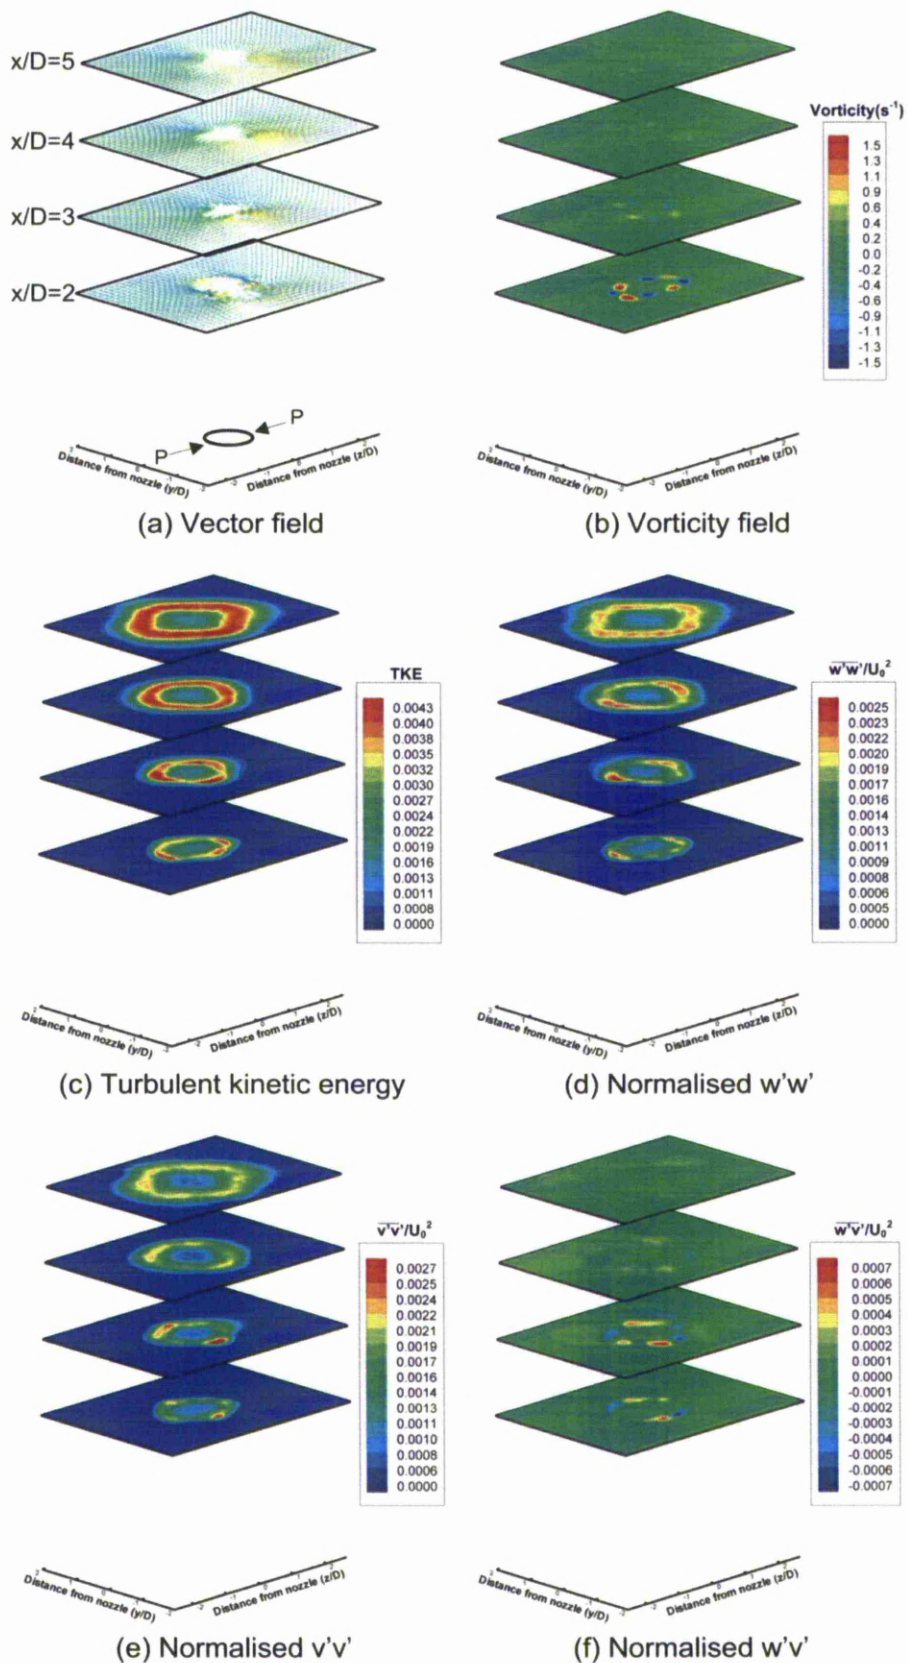 x/D=5
x/D=4
x/D=3
x/D=2
P
P
Distance from nozzle (y/D)
Distance from nozzle (z/D)
(a) Vector field
Vorticity(s⁻¹)
1.5
1.3
1.1
0.9
0.6
0.4
0.2
0.0
-0.2
-0.4
-0.6
-0.9
-1.1
-1.3
-1.5
Distance from nozzle (y/D)
Distance from nozzle (z/D)
(b) Vorticity field
TKE
0.0043
0.0040
0.0038
0.0035
0.0032
0.0030
0.0027
0.0024
0.0022
0.0019
0.0016
0.0013
0.0011
0.0008
0.0000
Distance from nozzle (y/D)
Distance from nozzle (z/D)
(c) Turbulent kinetic energy
w'w'/U₀²
0.0025
0.0023
0.0022
0.0020
0.0019
0.0017
0.0016
0.0014
0.0013
0.0011
0.0009
0.0008
0.0006
0.0005
0.0000
Distance from nozzle (y/D)
Distance from nozzle (z/D)
(d) Normalised w'w'
v'v'/U₀²
0.0027
0.0025
0.0024
0.0022
0.0021
0.0019
0.0017
0.0016
0.0014
0.0013
0.0011
0.0010
0.0008
0.0006
0.0000
Distance from nozzle (y/D)
Distance from nozzle (z/D)
(e) Normalised v'v'
w'v'/U₀²
0.0007
0.0006
0.0005
0.0004
0.0003
0.0002
0.0001
0.0000
-0.0001
-0.0002
-0.0003
-0.0004
-0.0005
-0.0006
-0.0007
Distance from nozzle (y/D)
Distance from nozzle (z/D)
(f) Normalised w'v'